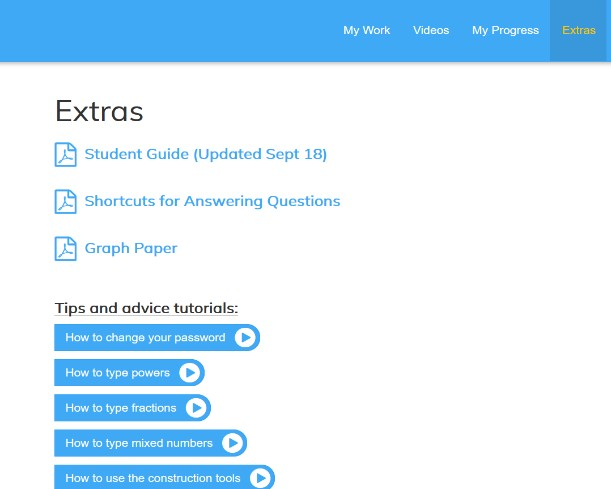 My Work Videos My Progress Extras
Extras
Student Guide (Updated Sept 18)
Shortcuts for Answering Questions
Graph Paper
Tips and advice tutorials:
How to change your password
How to type powers
How to type fractions
How to type mixed numbers
How to use the construction tools